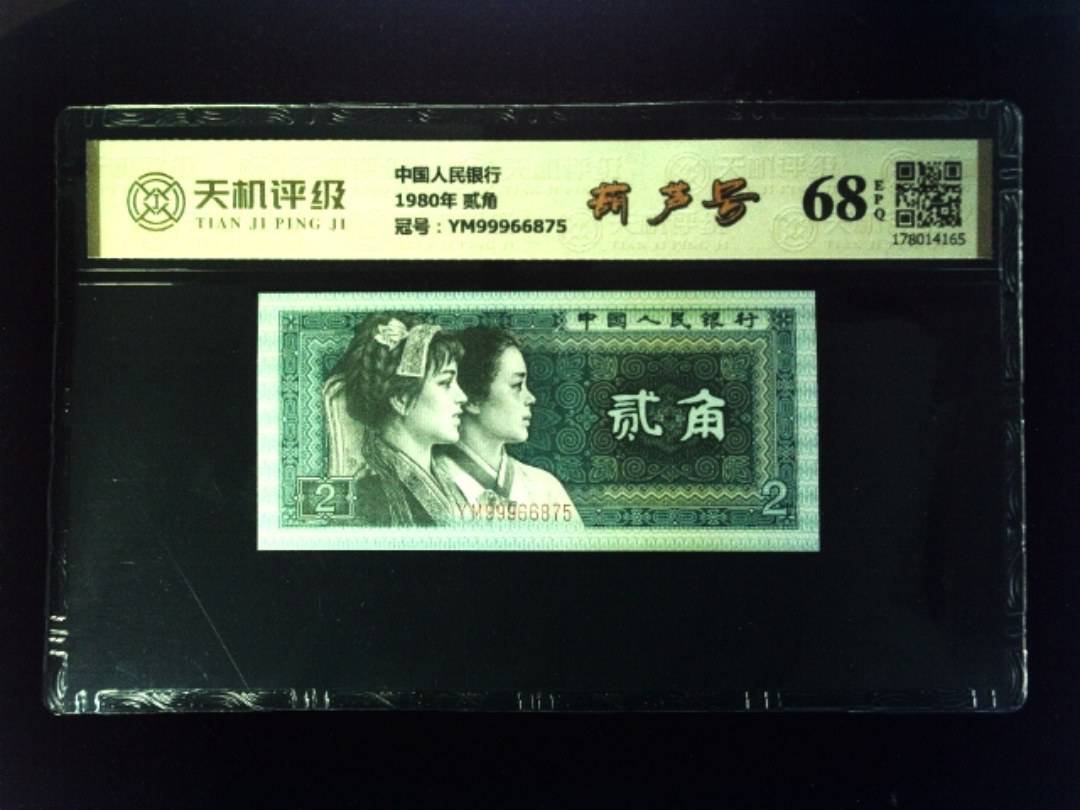 天机评级
TIAN JI PING JI
中国人民银行
1980年 贰角
冠号：YM99966875
葫芦号
68
EPQ
178014165
中国人民银行
贰角
2
YM99966875
2